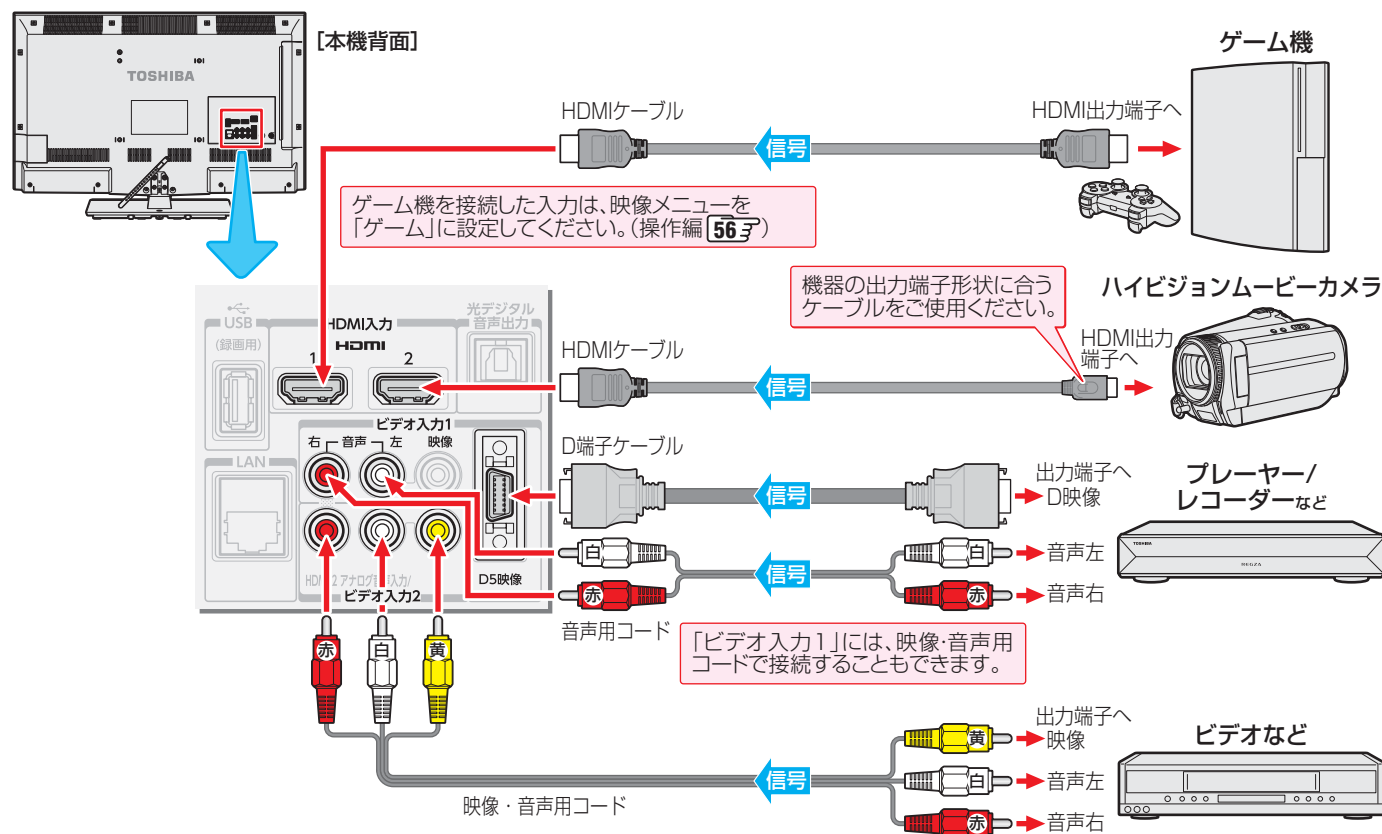 [本機背面]
TOSHIBA
ゲーム機
HDMIケーブル
信号
HDMI出力端子へ
ゲーム機を接続した入力は、映像メニューを
「ゲーム」に設定してください。(操作編 56 )
機器の出力端子形状に合う
ケーブルをご使用ください。
ハイビジョンムービーカメラ
HDMIケーブル
信号
HDMI出力
端子へ
USB
(録画用)
HDMI入力
HDMI
1
2
光デジタル
音声出力
LAN
ビデオ入力1
右
音声
左
映像
D5映像
HDMI 2 アナログ音声入力/
ビデオ入力2
D端子ケーブル
信号
出力端子へ
D映像
プレーヤー/
レコーダーなど
TOSHIBA
REGZA
白
信号
白
音声左
赤
赤
音声右
音声用コード
「ビデオ入力1」には、映像・音声用
コードで接続することもできます。
赤
白
黄
映像・音声用コード
信号
出力端子へ
黄
映像
白
音声左
赤
音声右
ビデオなど